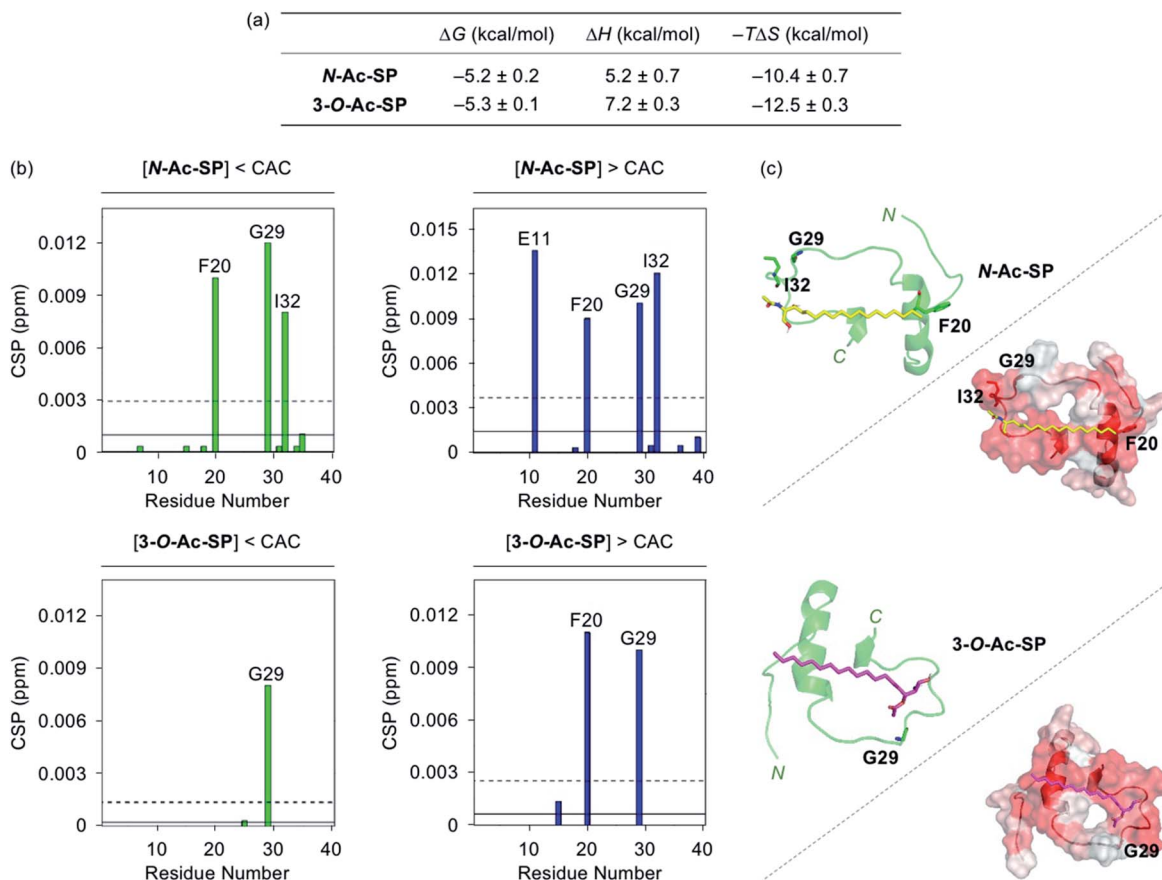 (a)
ΔG (kcal/mol) ΔH (kcal/mol) –TΔS (kcal/mol)
N-Ac-SP –5.2 ± 0.2 5.2 ± 0.7 –10.4 ± 0.7
3-O-Ac-SP –5.3 ± 0.1 7.2 ± 0.3 –12.5 ± 0.3
(b)
[N-Ac-SP] < CAC
CSP (ppm)
0.012
0.009
0.006
0.003
0
F20
G29
I32
10 20 30 40
Residue Number
[N-Ac-SP] > CAC
CSP (ppm)
0.015
0.012
0.009
0.006
0.003
0
E11
F20
G29
I32
10 20 30 40
Residue Number
(c)
N
G29
I32
N-Ac-SP
F20
C
G29
I32
F20
[3-O-Ac-SP] < CAC
CSP (ppm)
0.012
0.009
0.006
0.003
0
G29
10 20 30 40
Residue Number
[3-O-Ac-SP] > CAC
CSP (ppm)
0.012
0.009
0.006
0.003
0
F20
G29
10 20 30 40
Residue Number
C
3-O-Ac-SP
G29
N
G29